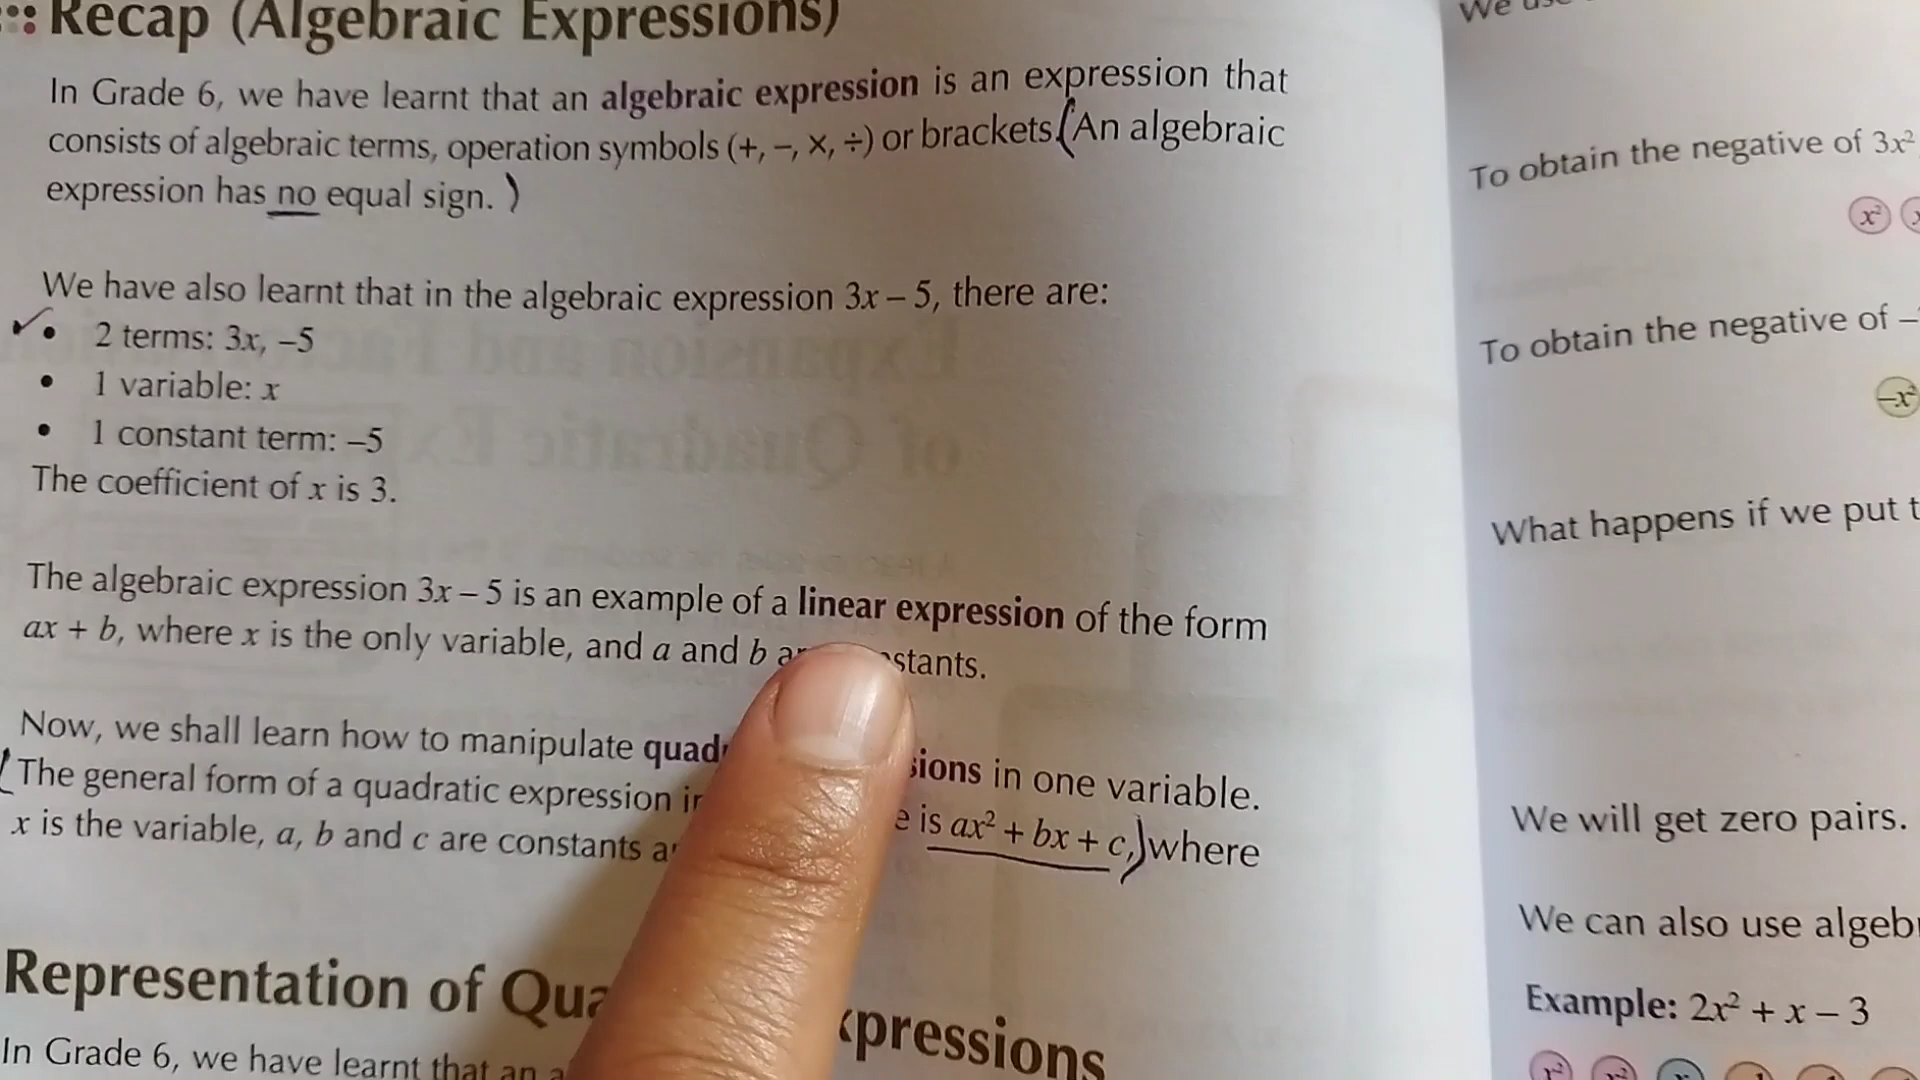 Recap (Algebraic Expressions)
In Grade 6, we have learnt that an algebraic expression is an expression that
consists of algebraic terms, operation symbols (+, –, ×, ÷) or brackets. (An algebraic
expression has no equal sign. )
We have also learnt that in the algebraic expression 3x – 5, there are:
• 2 terms: 3x, –5
• 1 variable: x
• 1 constant term: –5
The coefficient of x is 3.
The algebraic expression 3x – 5 is an example of a linear expression of the form
ax + b, where x is the only variable, and a and b stants.
Now, we shall learn how to manipulate quad sions in one variable.
(The general form of a quadratic expression e is ax² + bx + c,) where
x is the variable, a, b and c are constants
Representation of Qua xpressions
In Grade 6, we have learnt that an a
We
To obtain the negative of 3x²
x²
To obtain the negative of –
–x²
What happens if we put t
We will get zero pairs.
We can also use algeb
Example: 2x² + x – 3
x² x² x